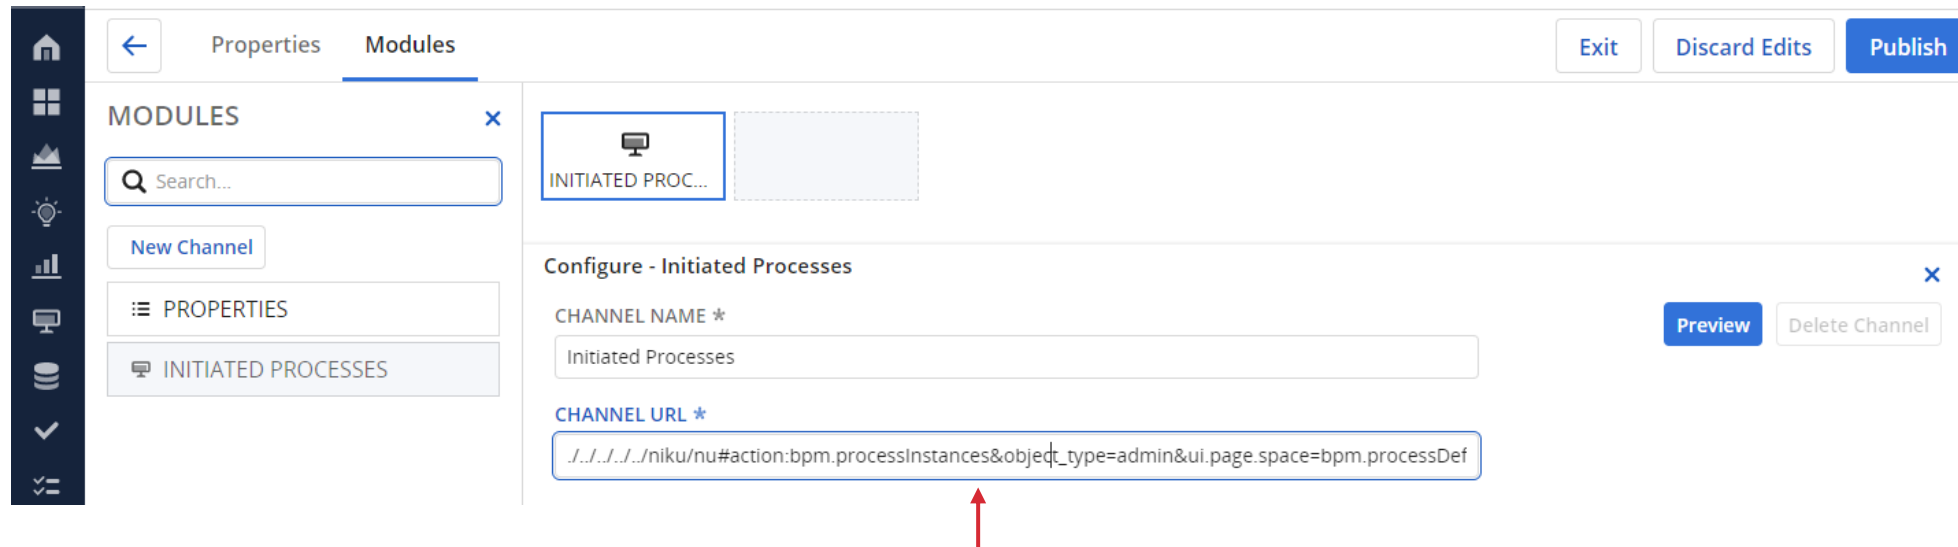 Properties
Modules
Exit
Discard Edits
Publish
MODULES
Search...
New Channel
PROPERTIES
INITIATED PROCESSES
INITIATED PROC...
Configure - Initiated Processes
CHANNEL NAME *
Preview
Delete Channel
Initiated Processes
CHANNEL URL *
./../../../../niku/nu#action:bpm.processInstances&object_type=admin&ui.page.space=bpm.processDef